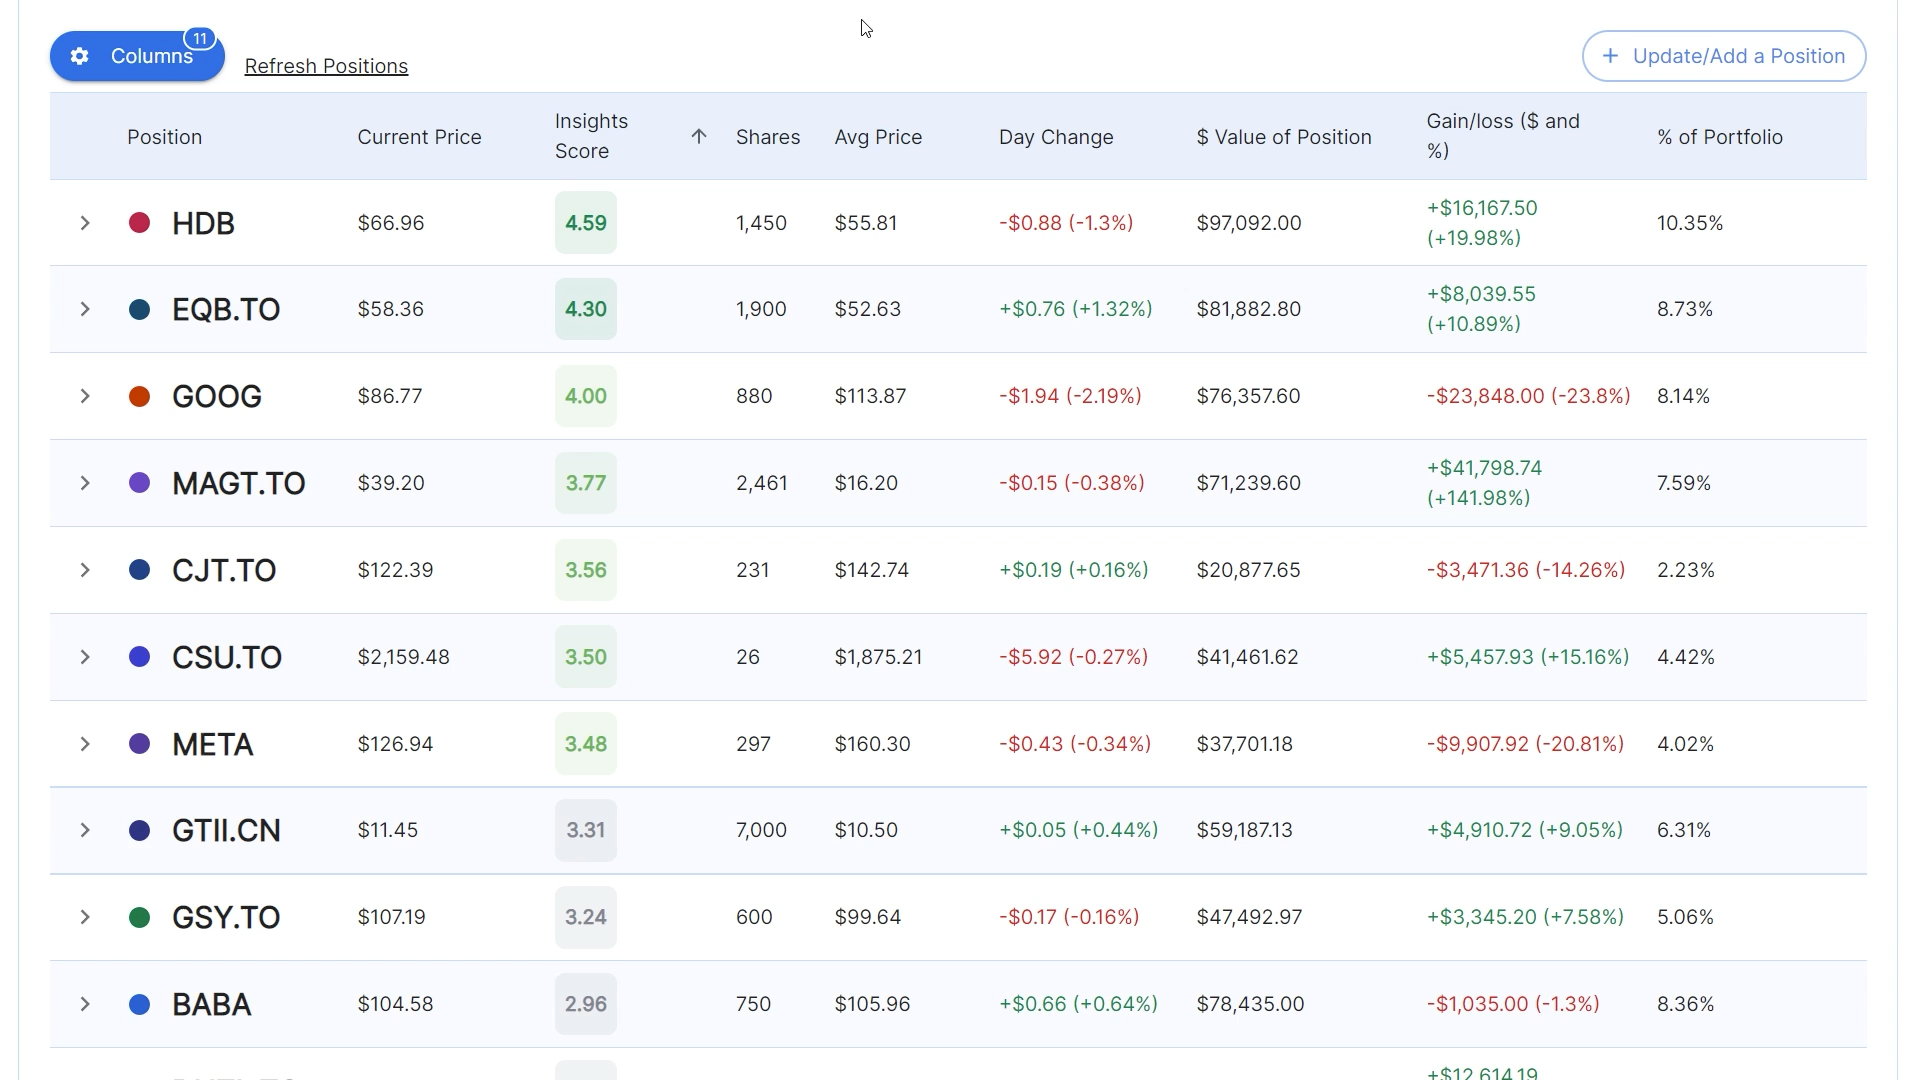 Columns 11
Refresh Positions
+ Update/Add a Position
Position Current Price Insights Score Shares Avg Price Day Change $ Value of Position Gain/loss ($ and %) % of Portfolio
HDB $66.96 4.59 1,450 $55.81 -$0.88 (-1.3%) $97,092.00 +$16,167.50 (+19.98%) 10.35%
EQB.TO $58.36 4.30 1,900 $52.63 +$0.76 (+1.32%) $81,882.80 +$8,039.55 (+10.89%) 8.73%
GOOG $86.77 4.00 880 $113.87 -$1.94 (-2.19%) $76,357.60 -$23,848.00 (-23.8%) 8.14%
MAGT.TO $39.20 3.77 2,461 $16.20 -$0.15 (-0.38%) $71,239.60 +$41,798.74 (+141.98%) 7.59%
CJT.TO $122.39 3.56 231 $142.74 +$0.19 (+0.16%) $20,877.65 -$3,471.36 (-14.26%) 2.23%
CSU.TO $2,159.48 3.50 26 $1,875.21 -$5.92 (-0.27%) $41,461.62 +$5,457.93 (+15.16%) 4.42%
META $126.94 3.48 297 $160.30 -$0.43 (-0.34%) $37,701.18 -$9,907.92 (-20.81%) 4.02%
GTII.CN $11.45 3.31 7,000 $10.50 +$0.05 (+0.44%) $59,187.13 +$4,910.72 (+9.05%) 6.31%
GSY.TO $107.19 3.24 600 $99.64 -$0.17 (-0.16%) $47,492.97 +$3,345.20 (+7.58%) 5.06%
BABA $104.58 2.96 750 $105.96 +$0.66 (+0.64%) $78,435.00 -$1,035.00 (-1.3%) 8.36%
+$12,614.19